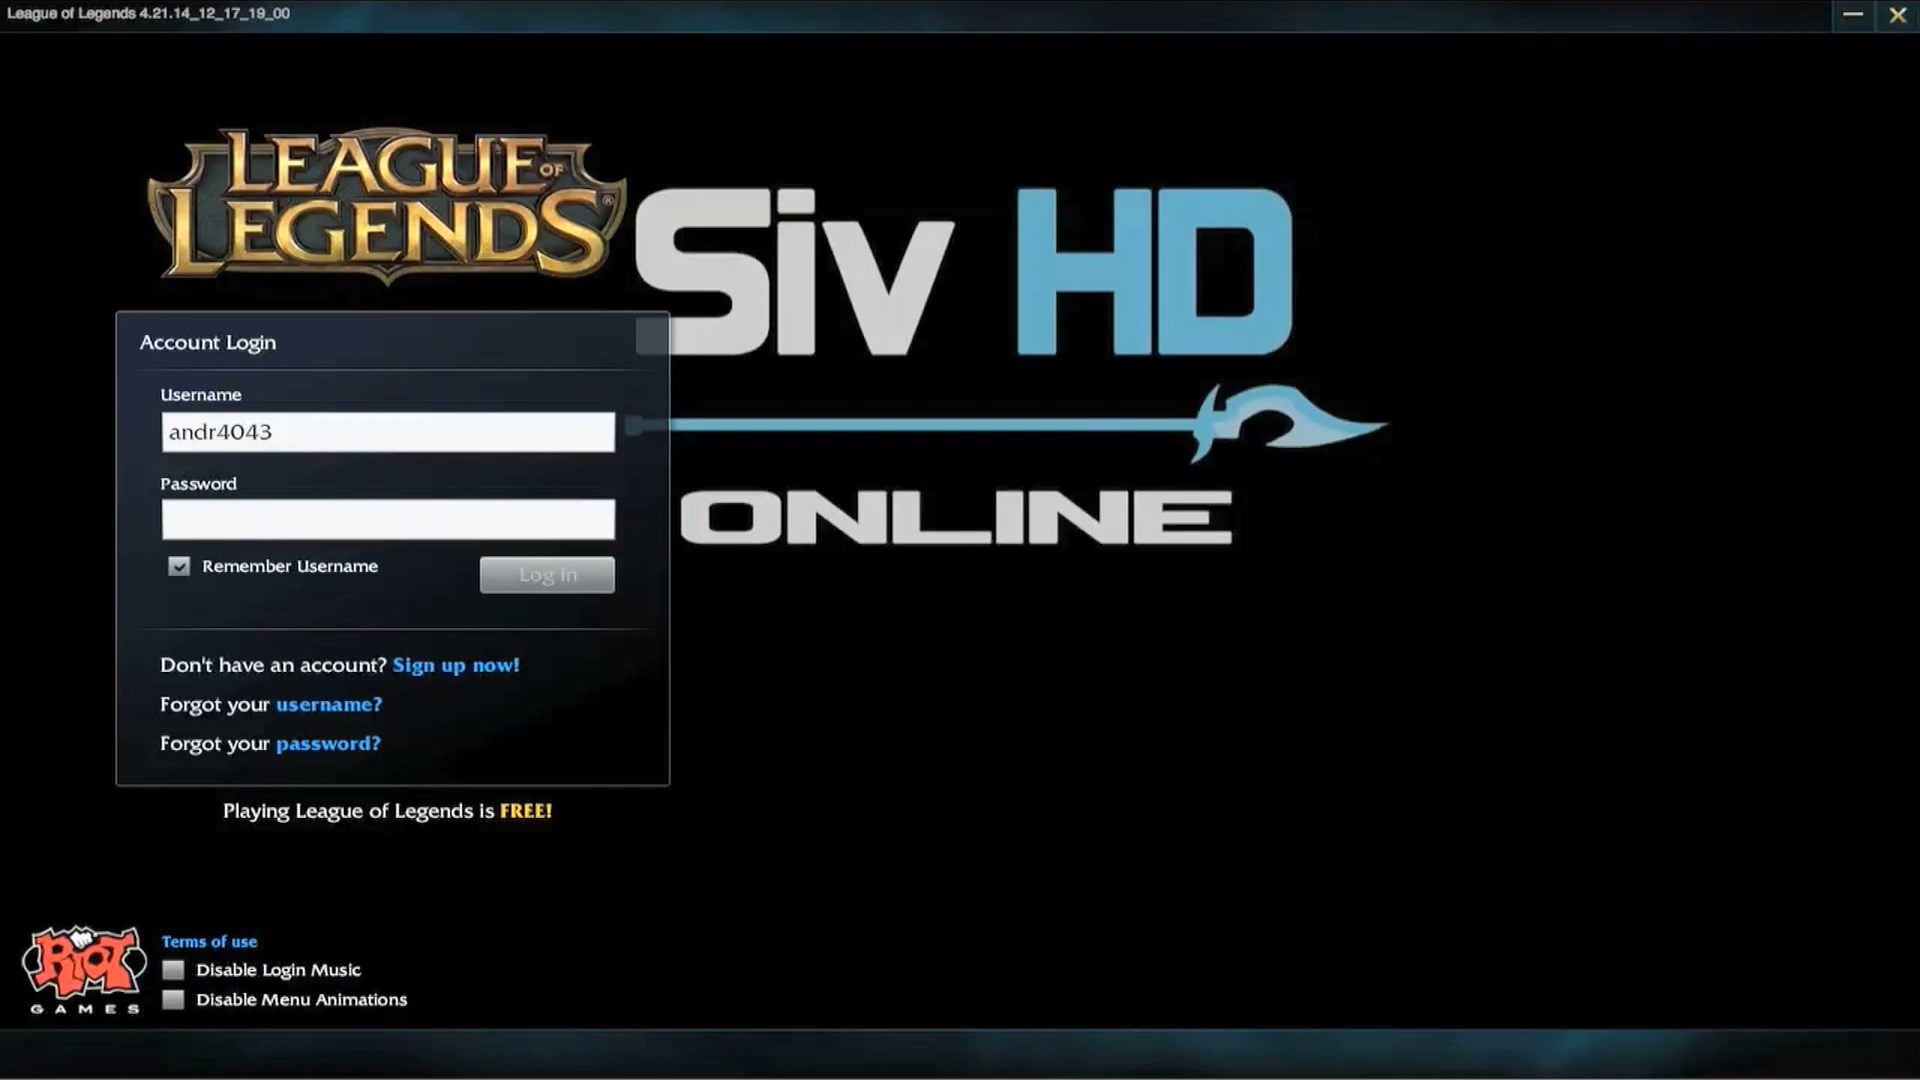 League of Legends 4.21.14_12_17_19_00
LEAGUE OF
LEGENDS®
Siv HD
ONLINE
Account Login
Username
andr4043
Password
Remember Username
Log In
Don't have an account? Sign up now!
Forgot your username?
Forgot your password?
Playing League of Legends is FREE!
RIOT
GAMES
Terms of use
Disable Login Music
Disable Menu Animations